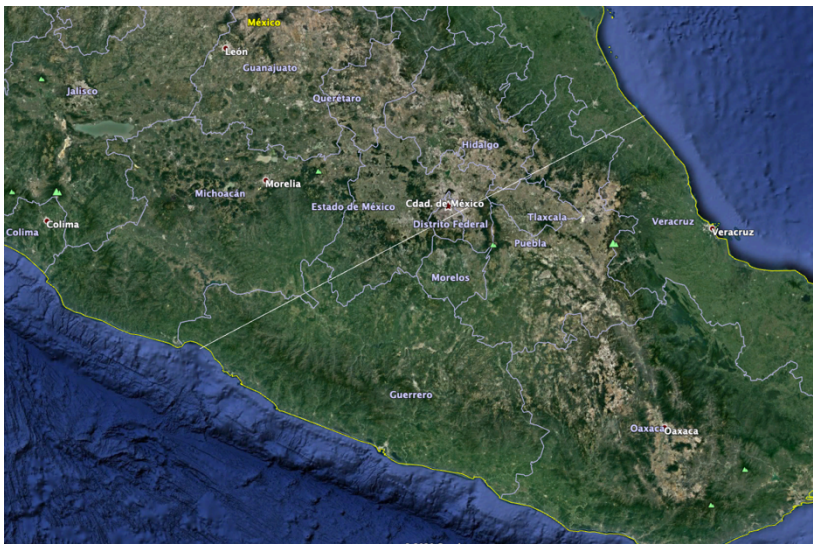 México
León
Guanajuato
Jalisco
Querétaro
Hidalgo
Morelia
Michoacán
Estado de México
Cdad. de México
Tlaxcala
Distrito Federal
Veracruz
Veracruz
Colima
Colima
Puebla
Morelos
Guerrero
Oaxaca
Oaxaca